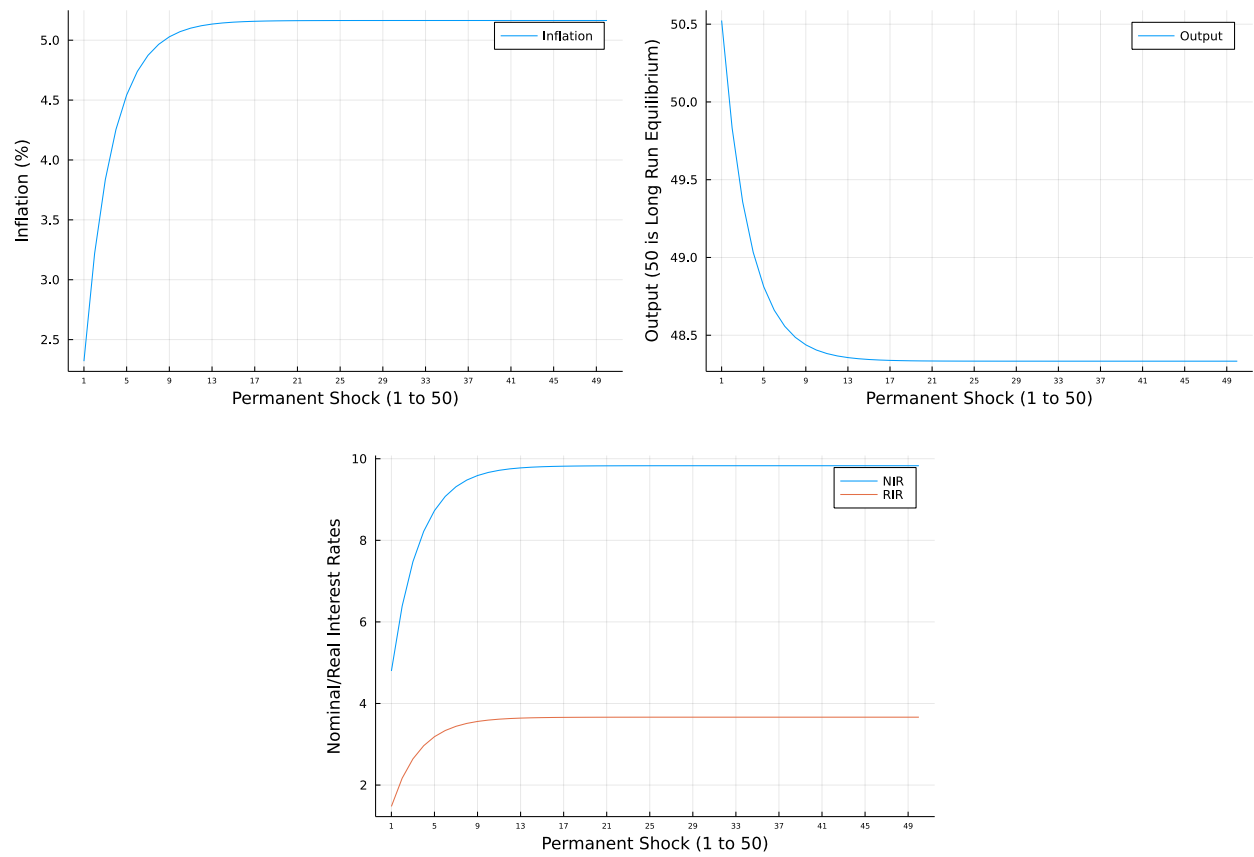 Inflation (%)
5.0
4.5
4.0
3.5
3.0
2.5
Inflation
1 5 9 13 17 21 25 29 33 37 41 45 49
Permanent Shock (1 to 50)
Output (50 is Long Run Equilibrium)
50.5
50.0
49.5
49.0
48.5
Output
1 5 9 13 17 21 25 29 33 37 41 45 49
Permanent Shock (1 to 50)
Nominal/Real Interest Rates
10
8
6
4
2
NIR
RIR
1 5 9 13 17 21 25 29 33 37 41 45 49
Permanent Shock (1 to 50)